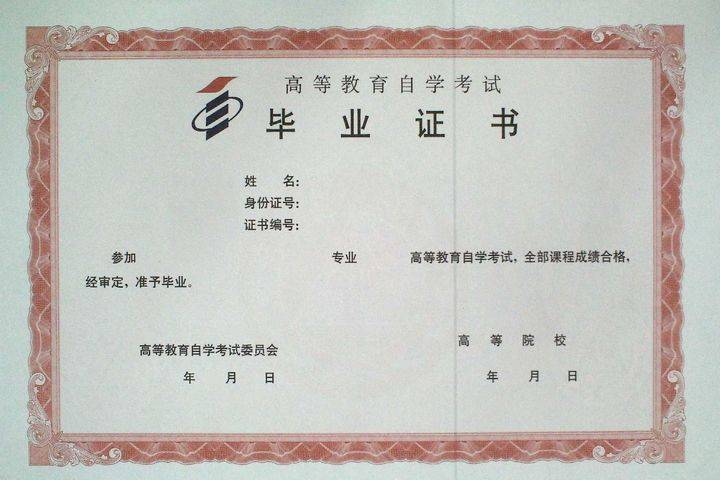 高等教育自学考试
毕业证书
姓 名：
身份证号：
证书编号：
参加 专业 高等教育自学考试，全部课程成绩合格，
经审定，准予毕业。
高等教育自学考试委员会 高等院校
年 月 日 年 月 日